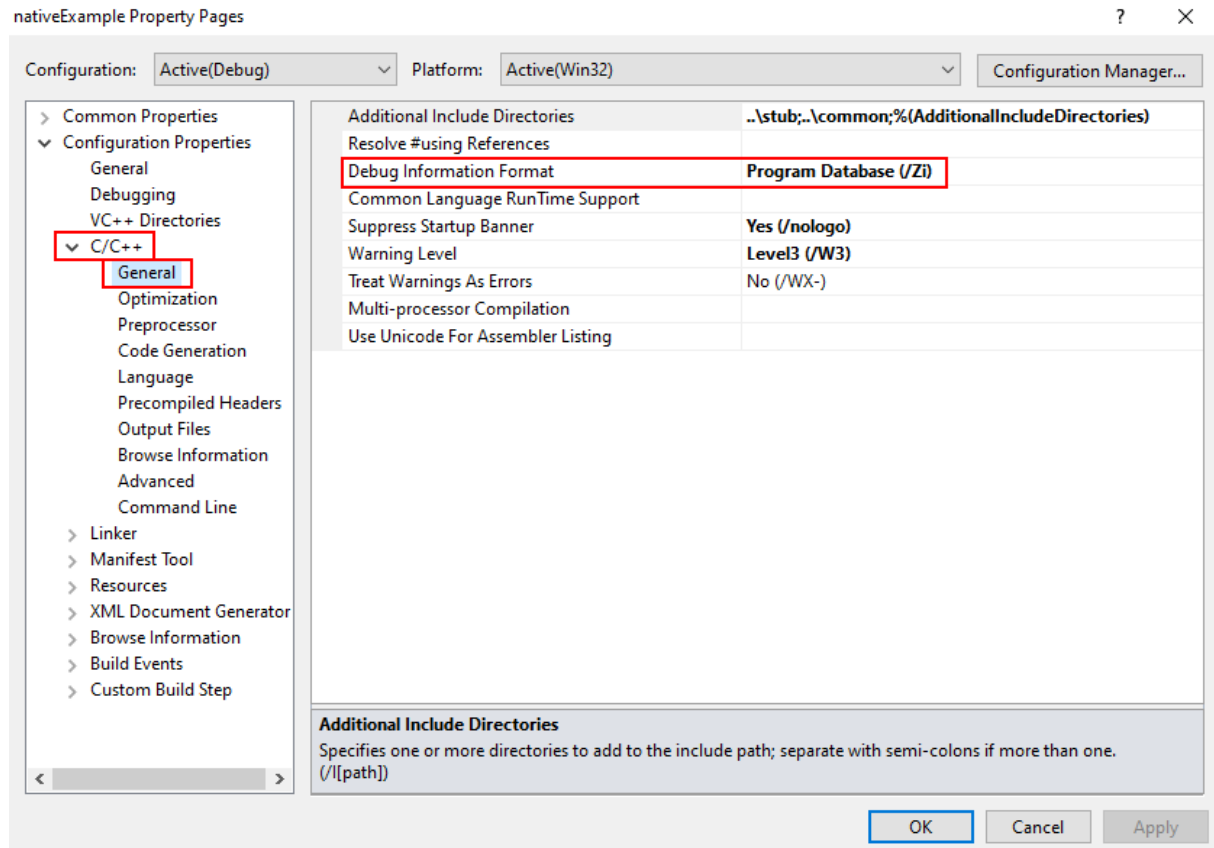 nativeExample Property Pages
? ×
Configuration: Active(Debug) Platform: Active(Win32) Configuration Manager...
Common Properties
Configuration Properties
General
Debugging
VC++ Directories
C/C++
General
Optimization
Preprocessor
Code Generation
Language
Precompiled Headers
Output Files
Browse Information
Advanced
Command Line
Linker
Manifest Tool
Resources
XML Document Generator
Browse Information
Build Events
Custom Build Step
Additional Include Directories ..\stub;..\common;%(AdditionalIncludeDirectories)
Resolve #using References
Debug Information Format Program Database (/Zi)
Common Language RunTime Support
Suppress Startup Banner Yes (/nologo)
Warning Level Level3 (/W3)
Treat Warnings As Errors No (/WX-)
Multi-processor Compilation
Use Unicode For Assembler Listing
Additional Include Directories
Specifies one or more directories to add to the include path; separate with semi-colons if more than one.
(/I[path])
OK Cancel Apply